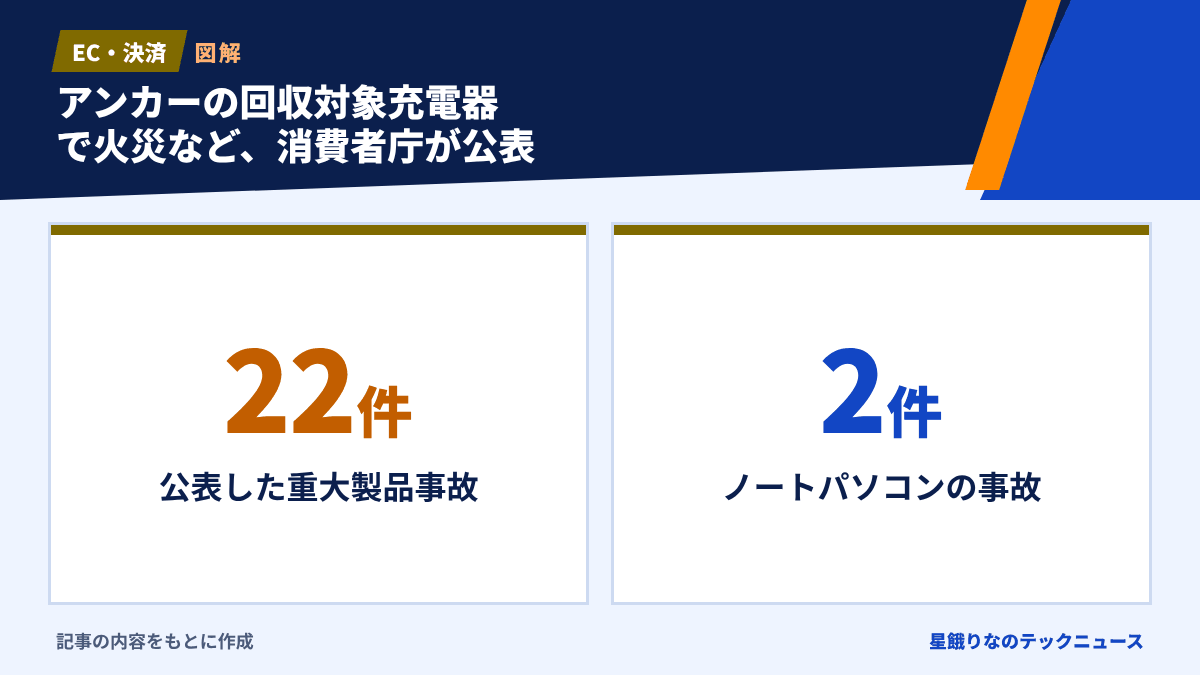 EC・決済 図解
アンカーの回収対象充電器
で火災など、消費者庁が公表
22件
公表した重大製品事故
2件
ノートパソコンの事故
記事の内容をもとに作成
星餓りなのテックニュース